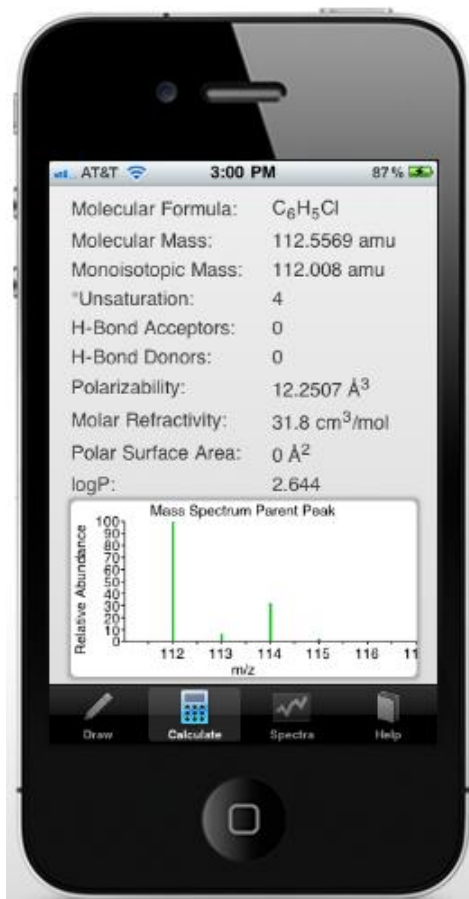 AT&T 3:00 PM 87%
Molecular Formula: C₆H₅Cl
Molecular Mass: 112.5569 amu
Monoisotopic Mass: 112.008 amu
°Unsaturation: 4
H-Bond Acceptors: 0
H-Bond Donors: 0
Polarizability: 12.2507 Å³
Molar Refractivity: 31.8 cm³/mol
Polar Surface Area: 0 Å²
logP: 2.644
Mass Spectrum Parent Peak
Relative Abundance
100
90
80
70
60
50
40
30
20
10
0
112 113 114 115 116 11
m/z
Draw Calculate Spectra Help